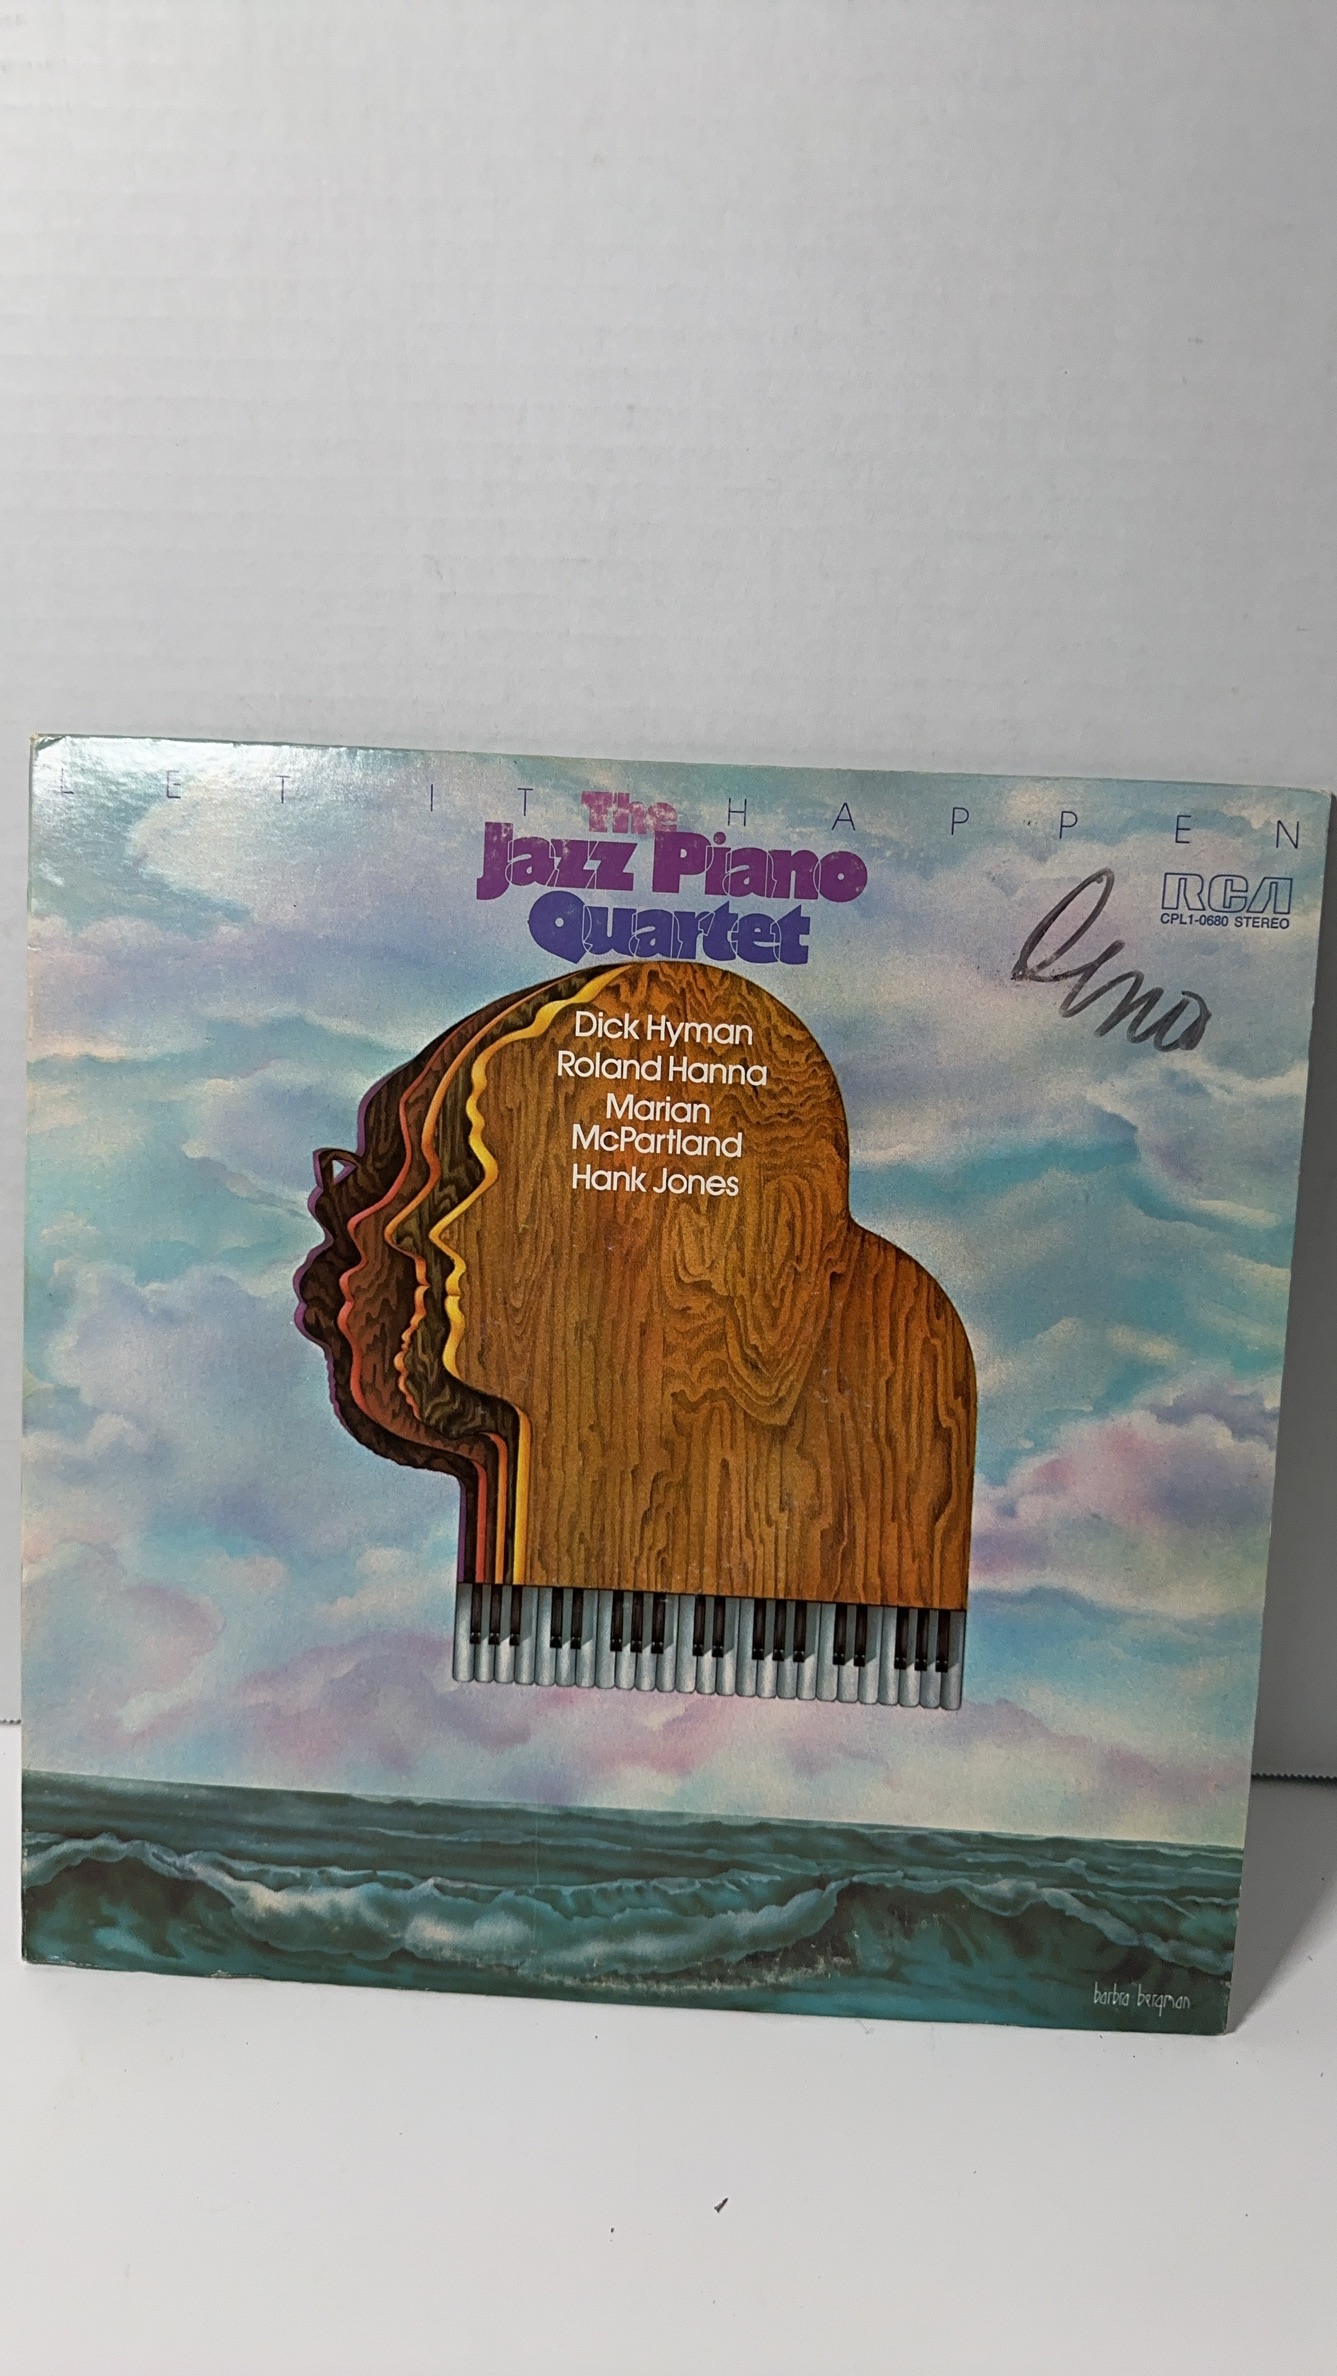 LET IT HAPPEN
The
Jazz Piano
Quartet
RCA
CPL1-0680 STEREO
Dick Hyman
Roland Hanna
Marian
McPartland
Hank Jones
barbra bergman